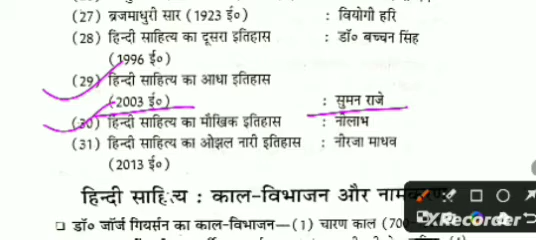 (27) ब्रजमाधुरी सार (1923 ई०) : वियोगी हरि
(28) हिन्दी साहित्य का दूसरा इतिहास : डॉ० बच्चन सिंह
(1996 ई०)
(29) हिन्दी साहित्य का आधा इतिहास
(2003 ई०) : सुमन राजे
(30) हिन्दी साहित्य का मौखिक इतिहास : नीलाभ
(31) हिन्दी साहित्य का ओझल नारी इतिहास : नीरजा माधव
(2013 ई०)
हिन्दी साहित्य : काल-विभाजन और नामकरण
❑ डॉ० जॉर्ज गियर्सन का काल-विभाजन—(1) चारण काल (700
XRecorder